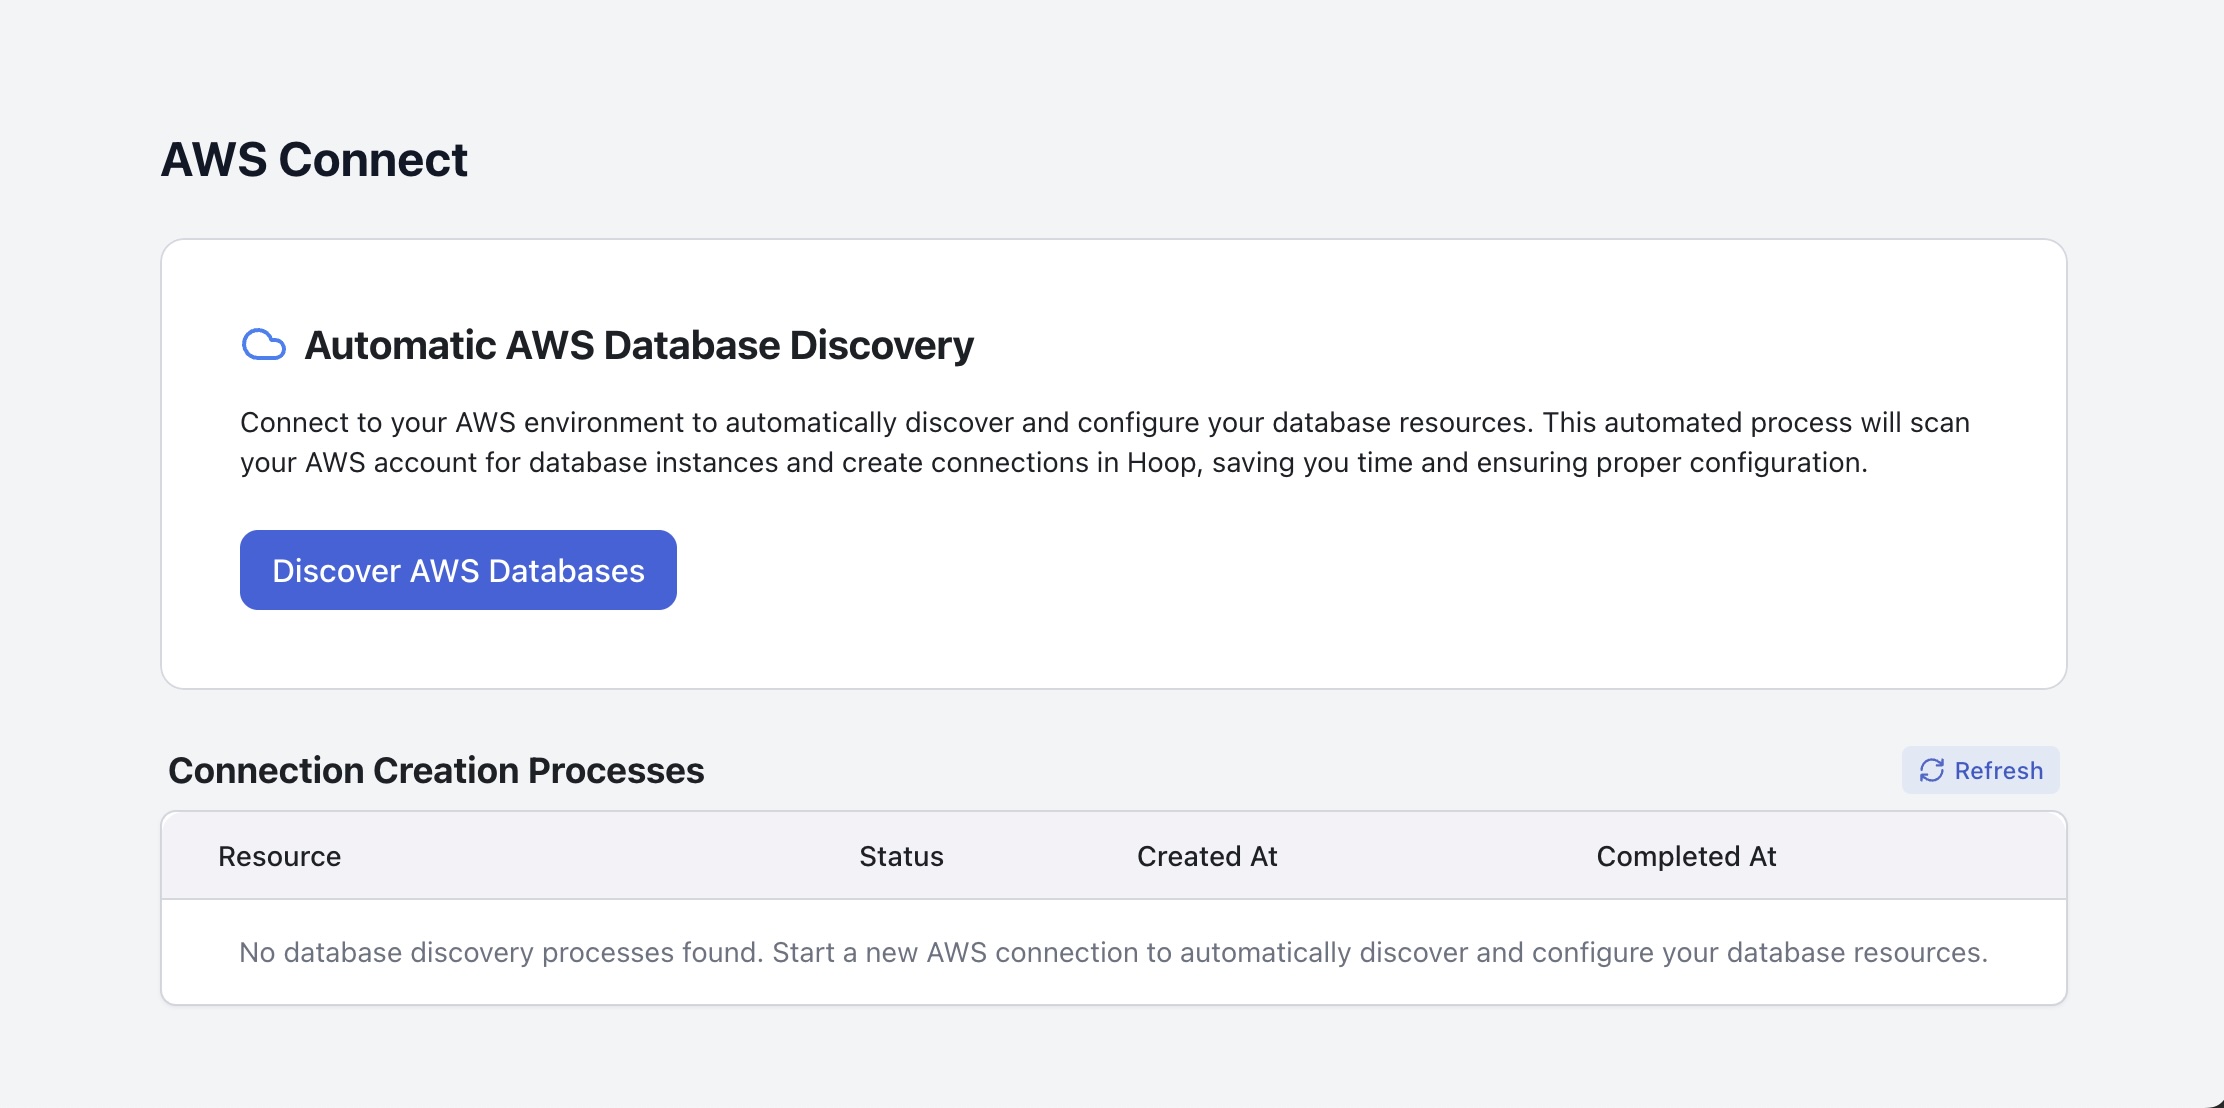 AWS Connect
Automatic AWS Database Discovery
Connect to your AWS environment to automatically discover and configure your database resources. This automated process will scan
your AWS account for database instances and create connections in Hoop, saving you time and ensuring proper configuration.
Discover AWS Databases
Connection Creation Processes
Refresh
Resource Status Created At Completed At
No database discovery processes found. Start a new AWS connection to automatically discover and configure your database resources.